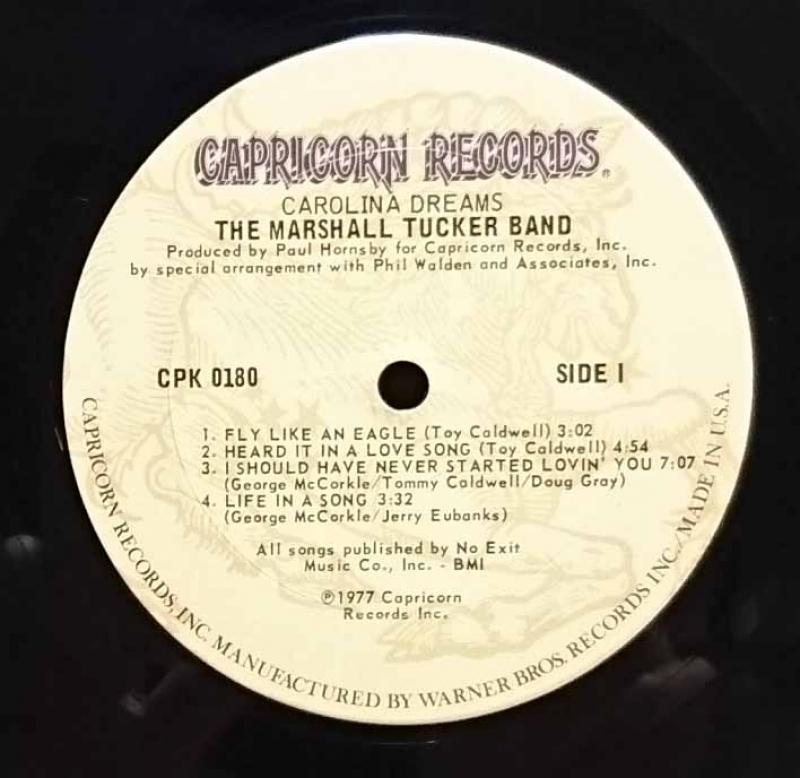 CAPRICORN RECORDS®
CAROLINA DREAMS
THE MARSHALL TUCKER BAND
Produced by Paul Hornsby for Capricorn Records, Inc.
by special arrangement with Phil Walden and Associates, Inc.
CPK 0180
SIDE 1
1. FLY LIKE AN EAGLE (Toy Caldwell) 3:02
2. HEARD IT IN A LOVE SONG (Toy Caldwell) 4:54
3. I SHOULD HAVE NEVER STARTED LOVIN' YOU 7:07
(George McCorkle/Tommy Caldwell/Doug Gray)
4. LIFE IN A SONG 3:32
(George McCorkle/Jerry Eubanks)
All songs published by No Exit
Music Co., Inc. - BMI
℗1977 Capricorn
Records Inc.
CAPRICORN RECORDS, INC. MANUFACTURED BY WARNER BROS. RECORDS INC./MADE IN U.S.A.